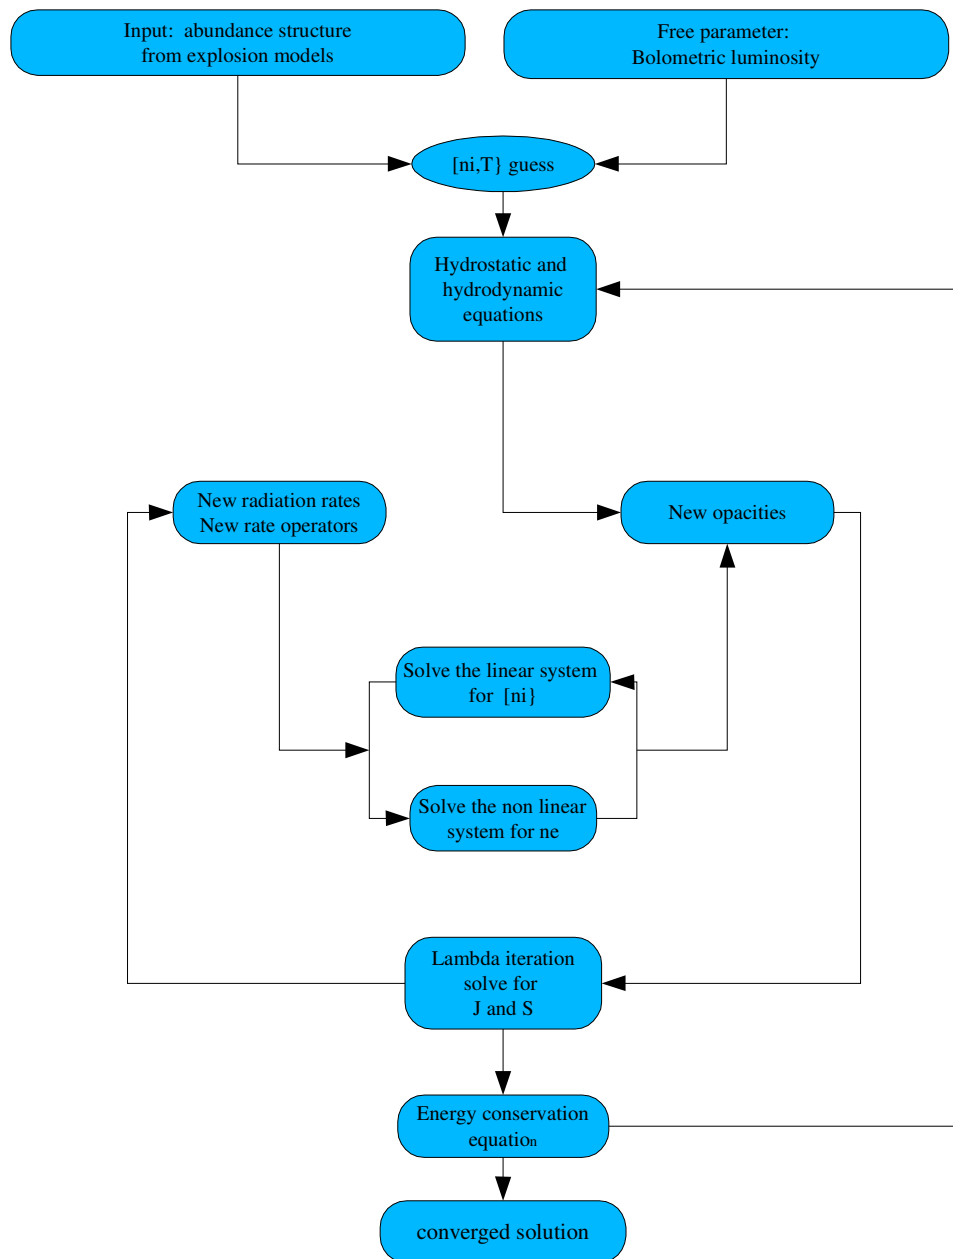 Input:  abundance structure
from explosion models
Free parameter:
Bolometric luminosity
[ni,T} guess
Hydrostatic and
hydrodynamic
equations
New radiation rates
New rate operators
New opacities
Solve the linear system
for  [ni}
Solve the non linear
system for ne
Lambda iteration
solve for
J and S
Energy conservation
equation
converged solution